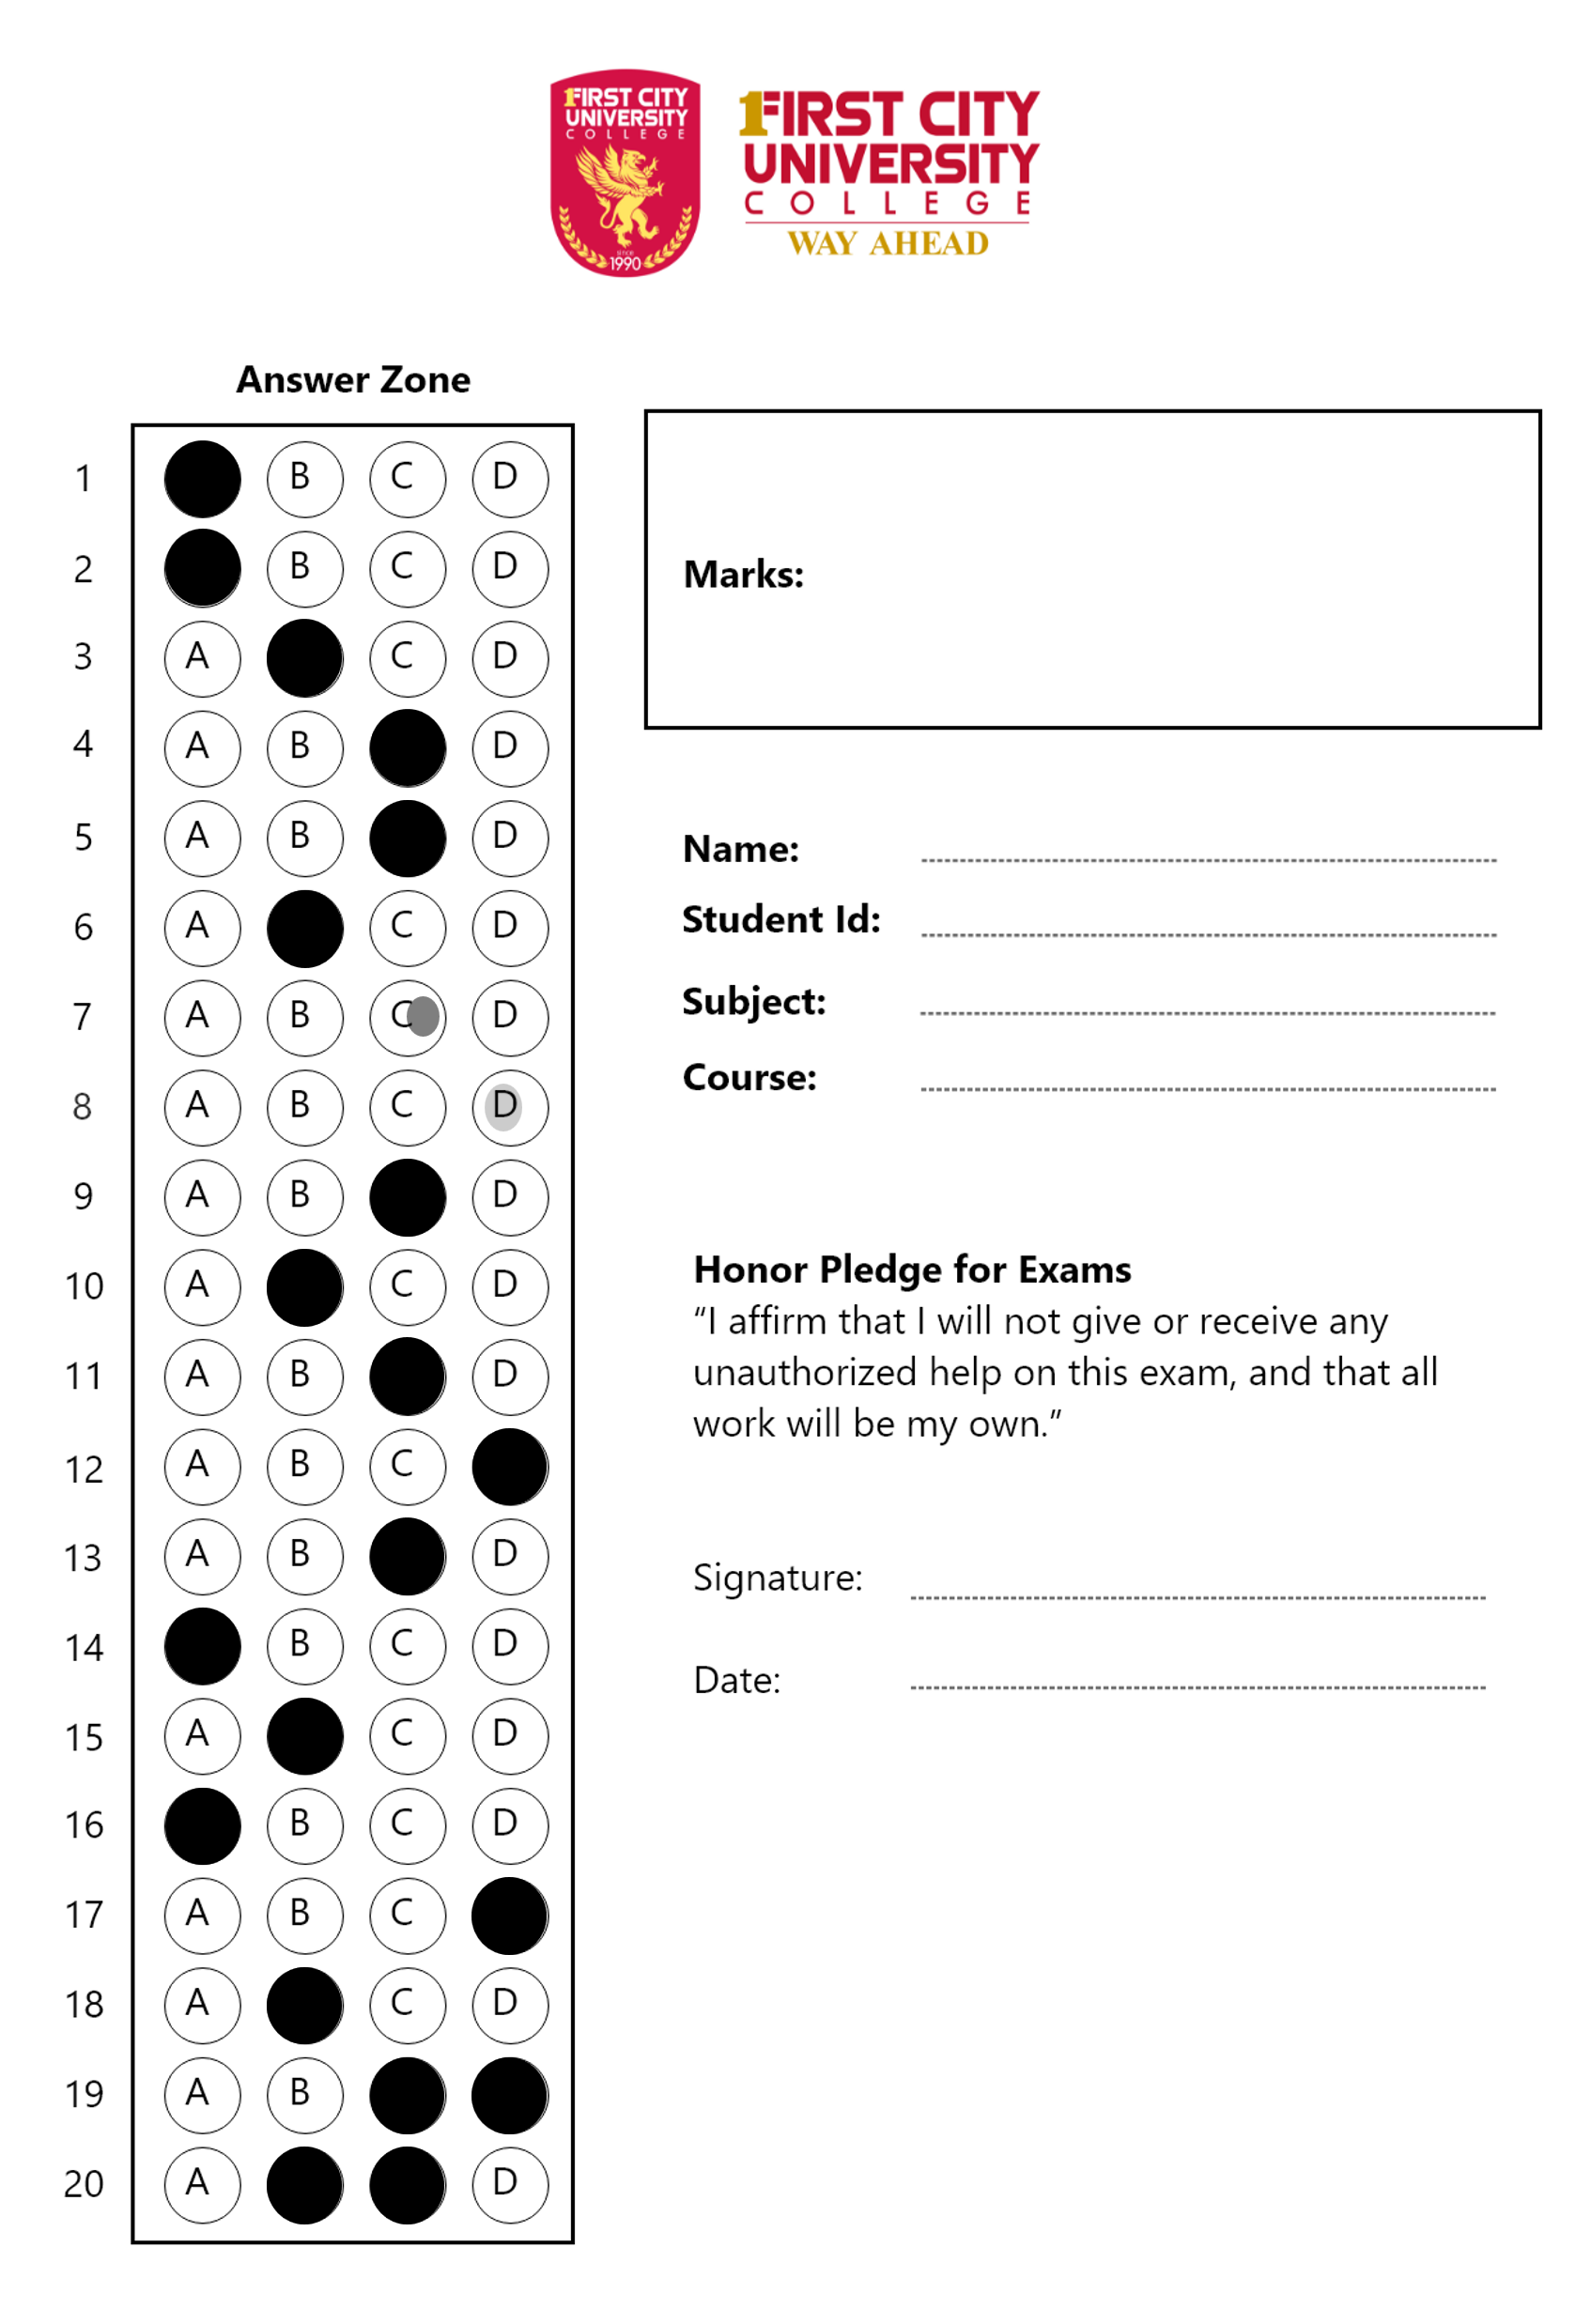 1FIRST CITY
UNIVERSITY
COLLEGE
SINCE
1990
1FIRST CITY
UNIVERSITY
COLLEGE
WAY AHEAD
Answer Zone
1 B C D
2 B C D
3 A C D
4 A B D
5 A B D
6 A C D
7 A B C D
8 A B C D
9 A B D
10 A C D
11 A B D
12 A B C
13 A B D
14 B C D
15 A C D
16 B C D
17 A B C
18 A C D
19 A B
20 A D
Marks:
Name:
Student Id:
Subject:
Course:
Honor Pledge for Exams
“I affirm that I will not give or receive any
unauthorized help on this exam, and that all
work will be my own.”
Signature:
Date: